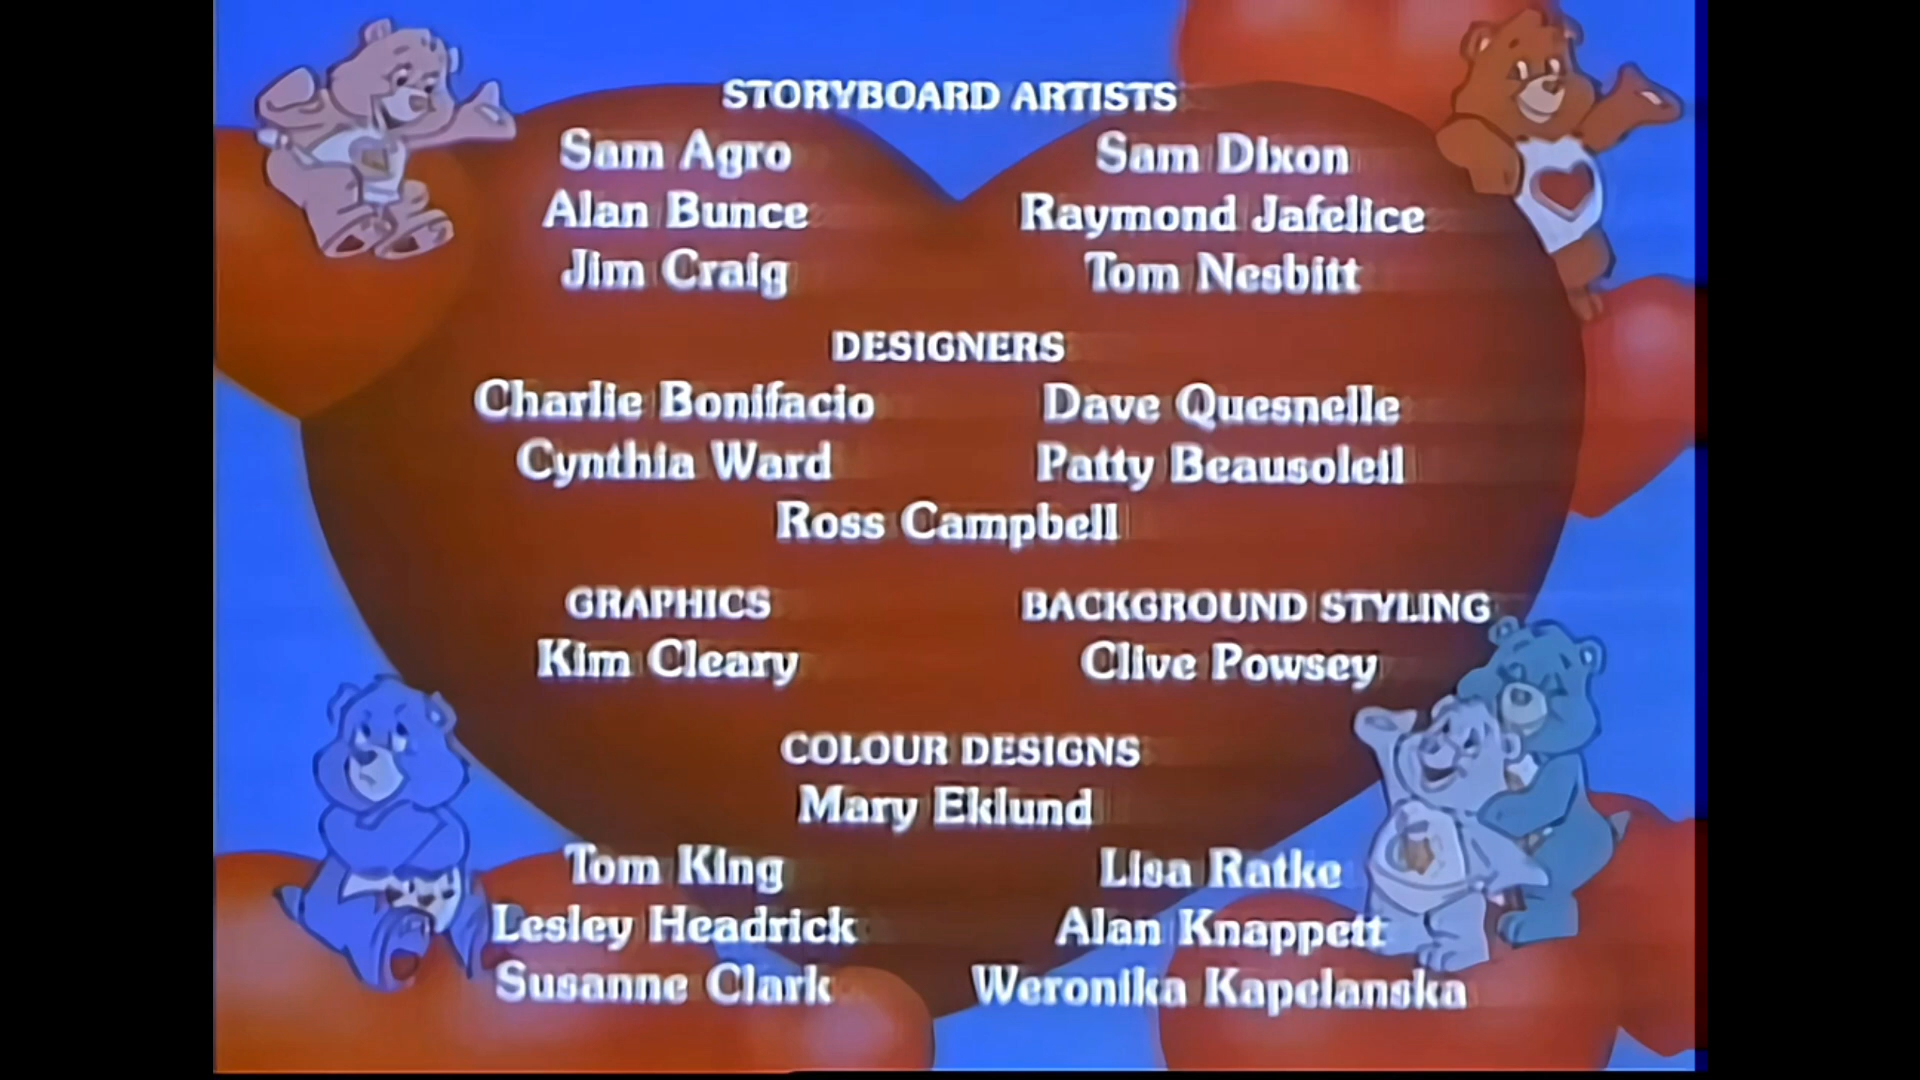 STORYBOARD ARTISTS
Sam Agro Sam Dixon
Alan Bunce Raymond Jafelice
Jim Craig Tom Nesbitt
DESIGNERS
Charlie Bonifacio Dave Quesnelle
Cynthia Ward Patty Beausoleil
Ross Campbell
GRAPHICS BACKGROUND STYLING
Kim Cleary Clive Powsey
COLOUR DESIGNS
Mary Eklund
Tom King Lisa Ratke
Lesley Headrick Alan Knappett
Susanne Clark Weronika Kapelanska